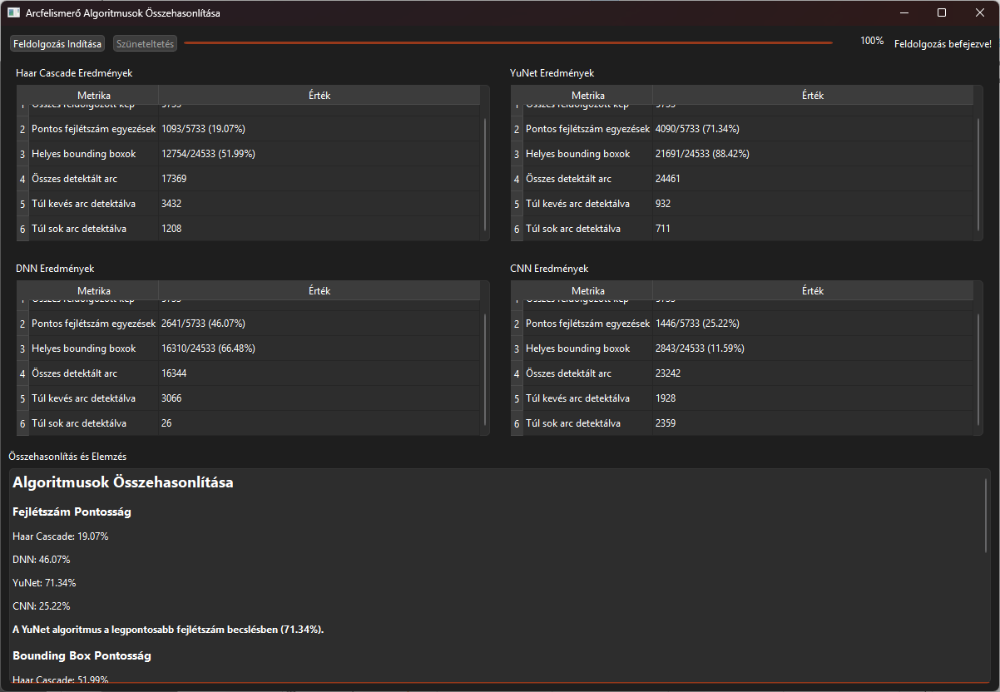 Arcfelismerő Algoritmusok Összehasonlítása
Feldolgozás Indítása Szüneteltetés 100% Feldolgozás befejezve!
Haar Cascade Eredmények
Metrika Érték
1 Összes feldolgozott kép 5733
2 Pontos fejlétszám egyezések 1093/5733 (19.07%)
3 Helyes bounding boxok 12754/24533 (51.99%)
4 Összes detektált arc 17369
5 Túl kevés arc detektálva 3432
6 Túl sok arc detektálva 1208
YuNet Eredmények
Metrika Érték
1 Összes feldolgozott kép 5733
2 Pontos fejlétszám egyezések 4090/5733 (71.34%)
3 Helyes bounding boxok 21691/24533 (88.42%)
4 Összes detektált arc 24461
5 Túl kevés arc detektálva 932
6 Túl sok arc detektálva 711
DNN Eredmények
Metrika Érték
1 Összes feldolgozott kép 5733
2 Pontos fejlétszám egyezések 2641/5733 (46.07%)
3 Helyes bounding boxok 16310/24533 (66.48%)
4 Összes detektált arc 16344
5 Túl kevés arc detektálva 3066
6 Túl sok arc detektálva 26
CNN Eredmények
Metrika Érték
1 Összes feldolgozott kép 5733
2 Pontos fejlétszám egyezések 1446/5733 (25.22%)
3 Helyes bounding boxok 2843/24533 (11.59%)
4 Összes detektált arc 23242
5 Túl kevés arc detektálva 1928
6 Túl sok arc detektálva 2359
Összehasonlítás és Elemzés
Algoritmusok Összehasonlítása
Fejlétszám Pontosság
Haar Cascade: 19.07%
DNN: 46.07%
YuNet: 71.34%
CNN: 25.22%
A YuNet algoritmus a legpontosabb fejlétszám becslésben (71.34%).
Bounding Box Pontosság
Haar Cascade: 51.99%